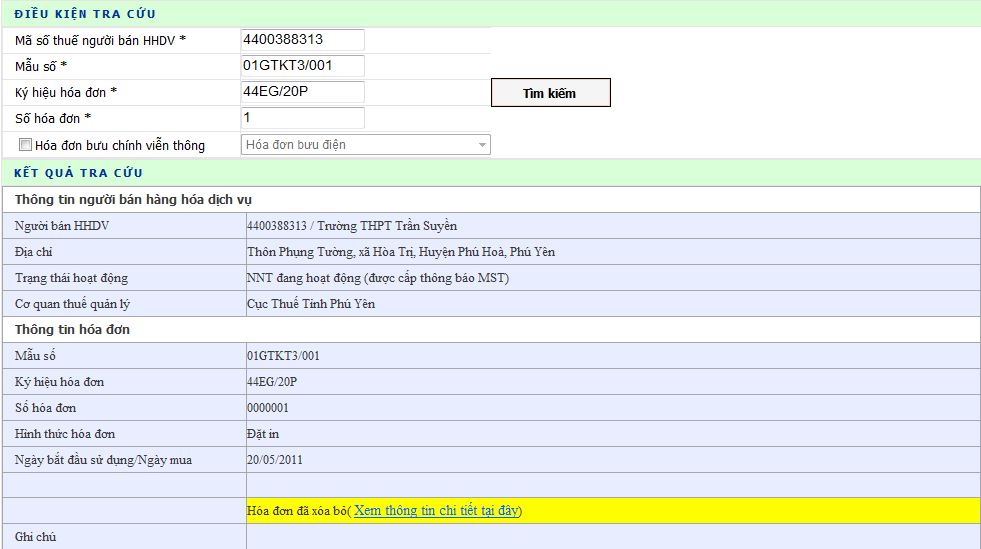 ĐIỀU KIỆN TRA CỨU
Mã số thuế người bán HHDV * 4400388313
Mẫu số * 01GTKT3/001
Ký hiệu hóa đơn * 44EG/20P
Tìm kiếm
Số hóa đơn * 1
Hóa đơn bưu chính viễn thông Hóa đơn bưu điện
KẾT QUẢ TRA CỨU
Thông tin người bán hàng hóa dịch vụ
Người bán HHDV 4400388313 / Trường THPT Trần Suyền
Địa chỉ Thôn Phụng Tường, xã Hòa Trị, Huyện Phú Hoà, Phú Yên
Trạng thái hoạt động NNT đang hoạt động (được cấp thông báo MST)
Cơ quan thuế quản lý Cục Thuế Tỉnh Phú Yên
Thông tin hóa đơn
Mẫu số 01GTKT3/001
Ký hiệu hóa đơn 44EG/20P
Số hóa đơn 0000001
Hình thức hóa đơn Đặt in
Ngày bắt đầu sử dụng/Ngày mua 20/05/2011
Hóa đơn đã xóa bỏ( Xem thông tin chi tiết tại đây)
Ghi chú